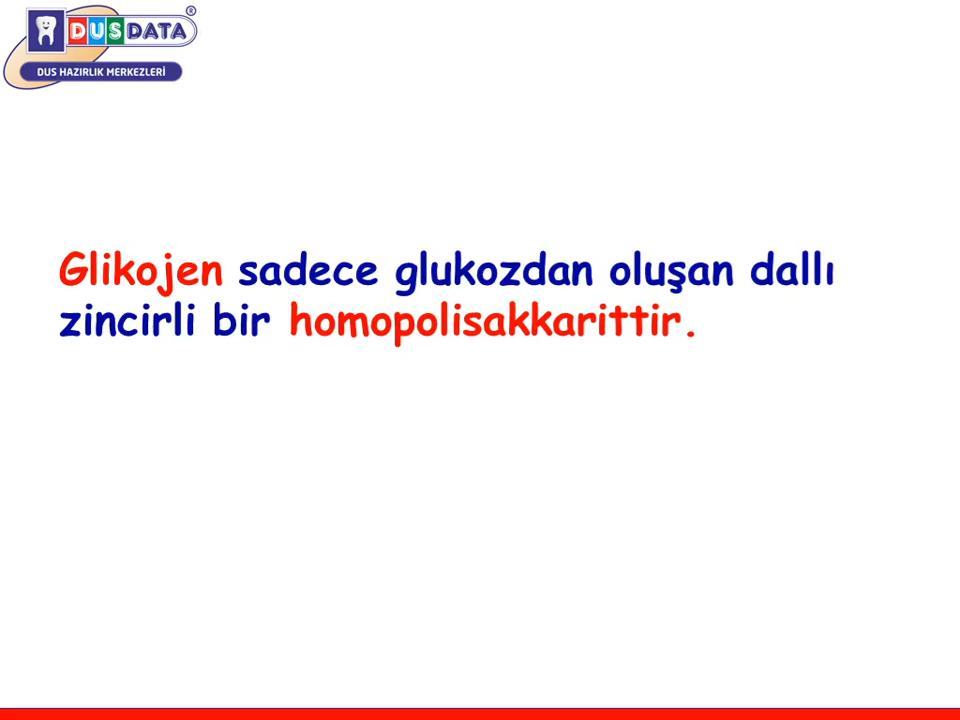 DUSDATA®
DUS HAZIRLIK MERKEZLERİ
Glikojen sadece glukozdan oluşan dallı
zincirli bir homopolisakkarittir.